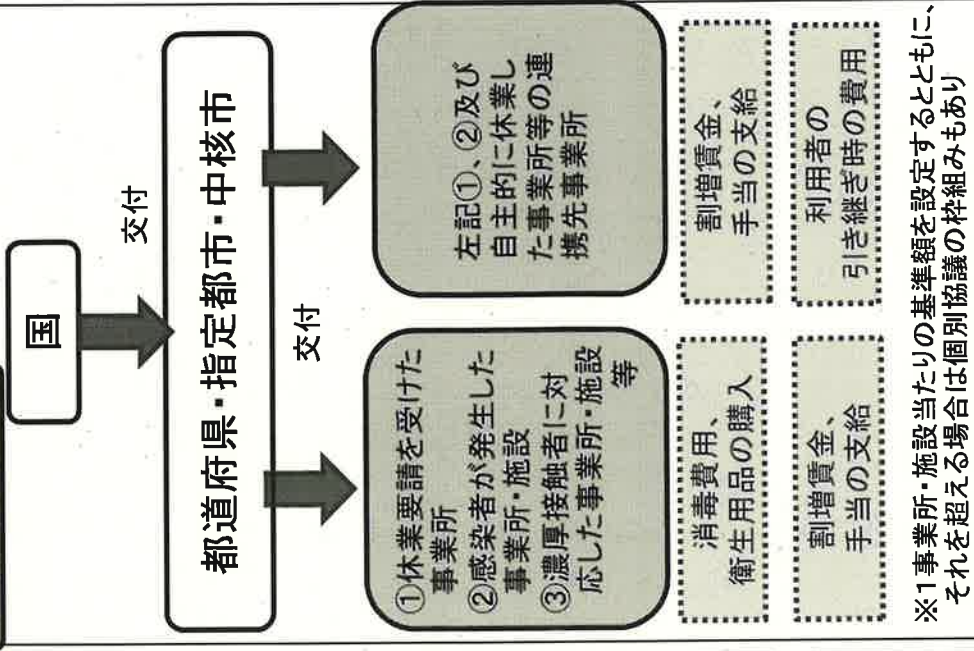 国
交付
都道府県・指定都市・中核市
交付
①休業要請を受けた
事業所
②感染者が発生した
事業所・施設
③濃厚接触者に対
応した事業所・施設
等
左記①、②及び
自主的に休業し
た事業所等の連
携先事業所
消毒費用、
衛生用品の購入
割増賃金、
手当の支給
割増賃金、
手当の支給
利用者の
引き継ぎ時の費用
※1事業所・施設当たりの基準額を設定するとともに、
それを超える場合は個別協議の枠組みもあり